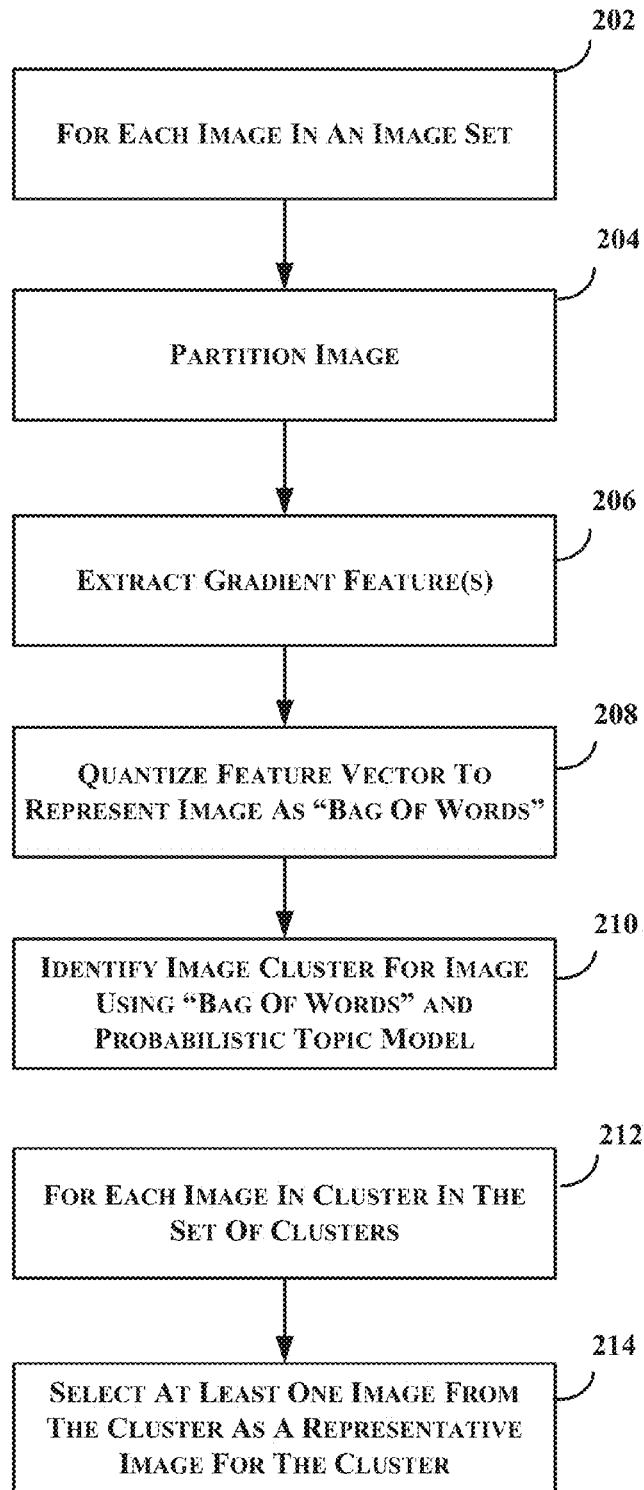 202
FOR EACH IMAGE IN AN IMAGE SET
204
PARTITION IMAGE
206
EXTRACT GRADIENT FEATURE(S)
208
QUANTIZE FEATURE VECTOR TO
REPRESENT IMAGE AS “BAG OF WORDS”
210
IDENTIFY IMAGE CLUSTER FOR IMAGE
USING “BAG OF WORDS” AND
PROBABILISTIC TOPIC MODEL
212
FOR EACH IMAGE IN CLUSTER IN THE
SET OF CLUSTERS
214
SELECT AT LEAST ONE IMAGE FROM
THE CLUSTER AS A REPRESENTATIVE
IMAGE FOR THE CLUSTER